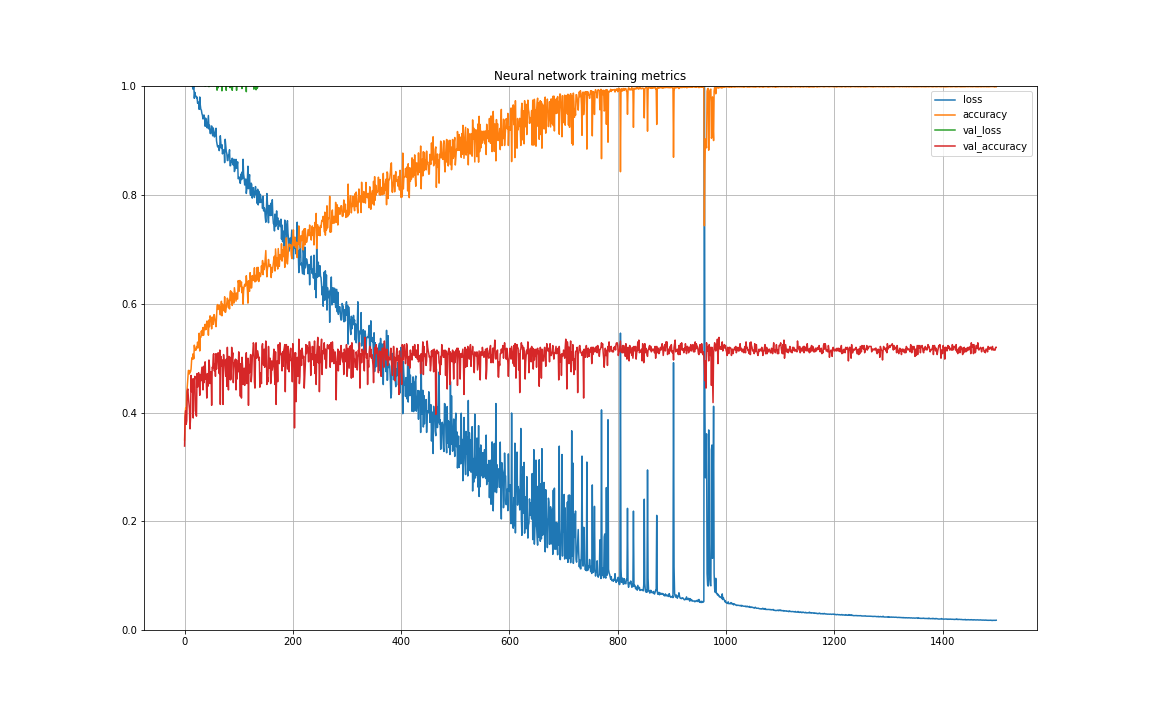 Neural network training metrics
1.0
0.8
0.6
0.4
0.2
0.0
0 200 400 600 800 1000 1200 1400
loss
accuracy
val_loss
val_accuracy